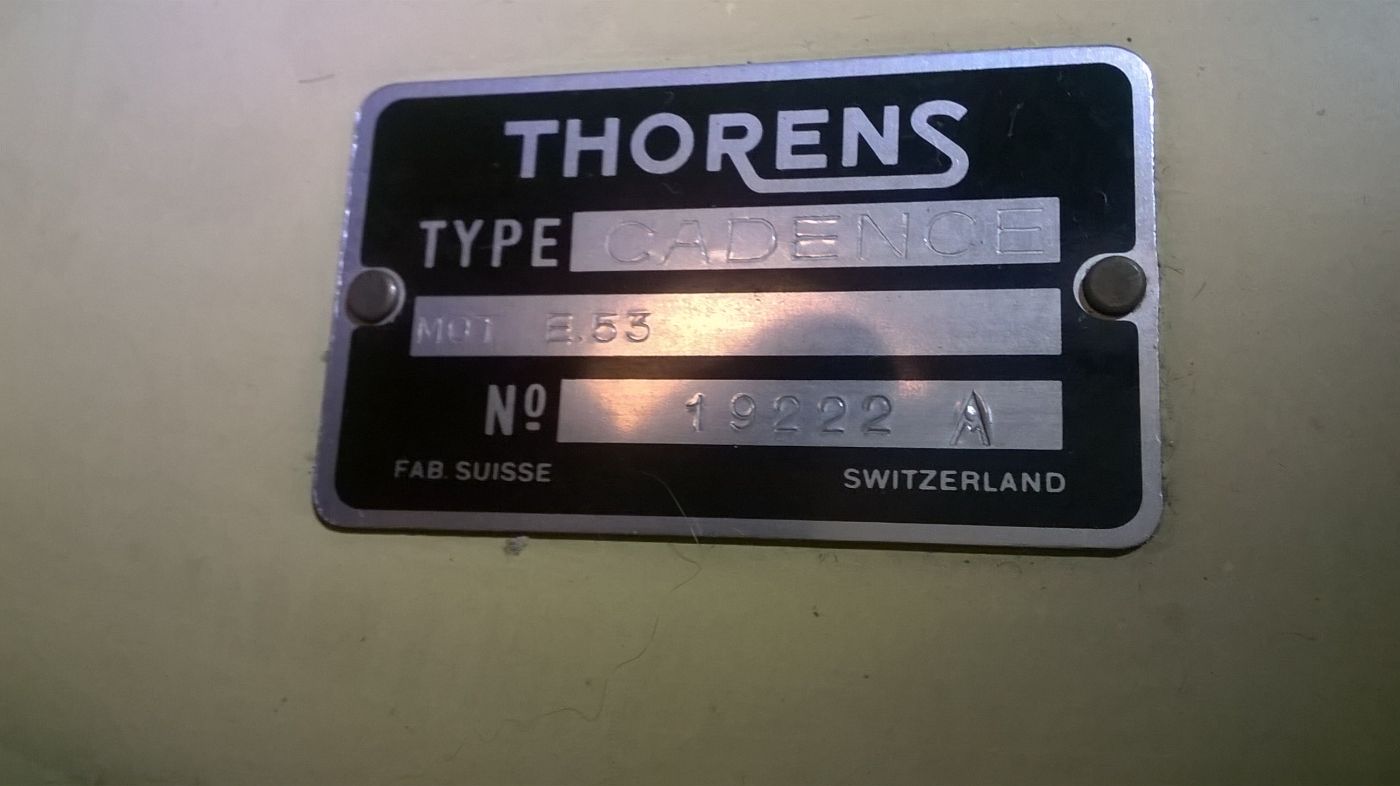 THORENS
TYPE CADENCE
MOT E.53
Nº 19222 A
FAB. SUISSE SWITZERLAND